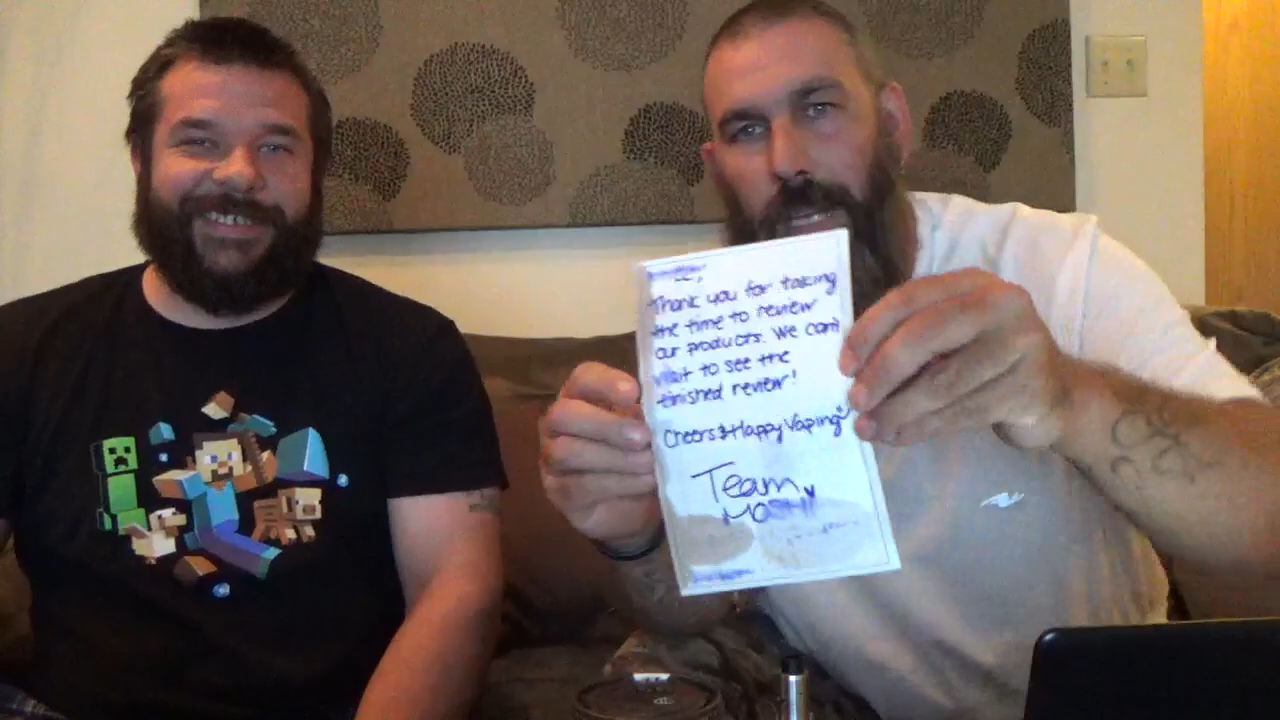 Thank you for taking
the time to review
our products. We can't
wait to see the
finished review!
Cheers & Happy Vaping
Team
MOSHI